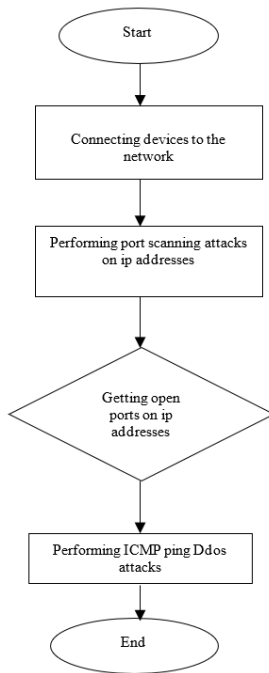 Start
Connecting devices to the
network
Performing port scanning attacks
on ip addresses
Getting open
ports on ip
addresses
Performing ICMP ping Ddos
attacks
End